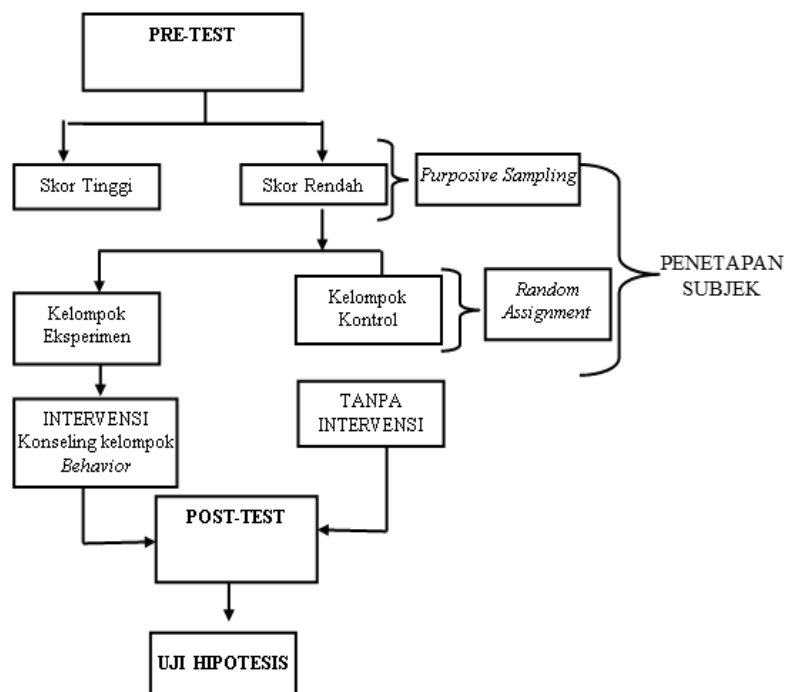 PRE-TEST
Skor Tinggi
Skor Rendah
Purposive Sampling
Kelompok
Eksperimen
Kelompok
Kontrol
Random
Assignment
PENETAPAN
SUBJEK
INTERVENSI
Konseling kelompok
Behavior
TANPA
INTERVENSI
POST-TEST
UJI HIPOTESIS